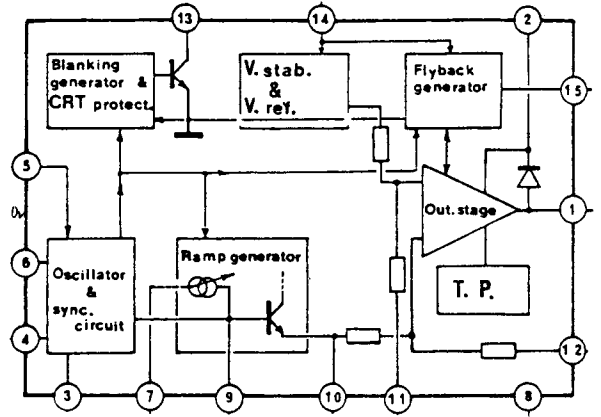 13
14
2
Blanking
generator &
CRT protect.
V. stab.
&
V. ref.
Flyback
generator
15
5
Out. stage
1
6
Oscillator
&
sync.
circuit
Ramp generator
T. P.
4
12
3
7
9
10
11
8